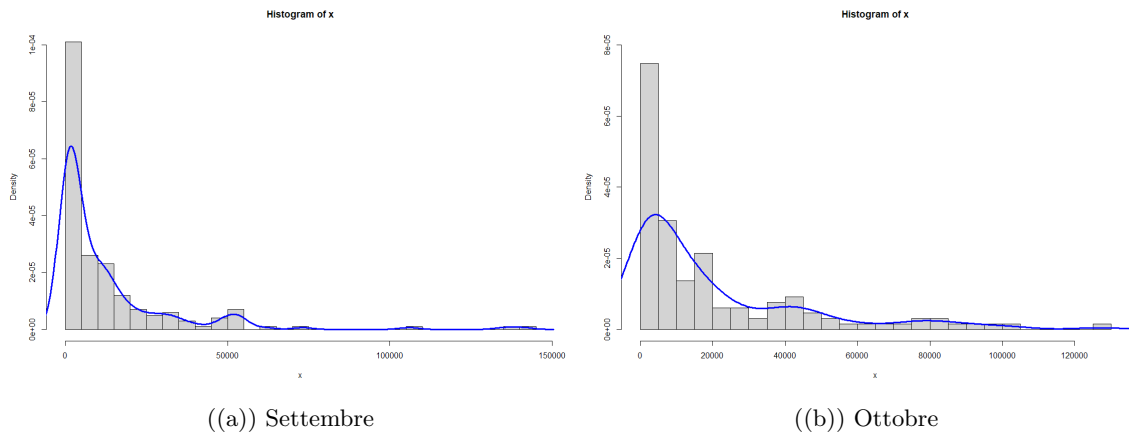 Histogram of x
Density
1e-04
8e-05
6e-05
4e-05
2e-05
0e+00
0
50000
100000
150000
x
Histogram of x
Density
8e-05
6e-05
4e-05
2e-05
0e+00
0
20000
40000
60000
80000
100000
120000
x
((a)) Settembre
((b)) Ottobre